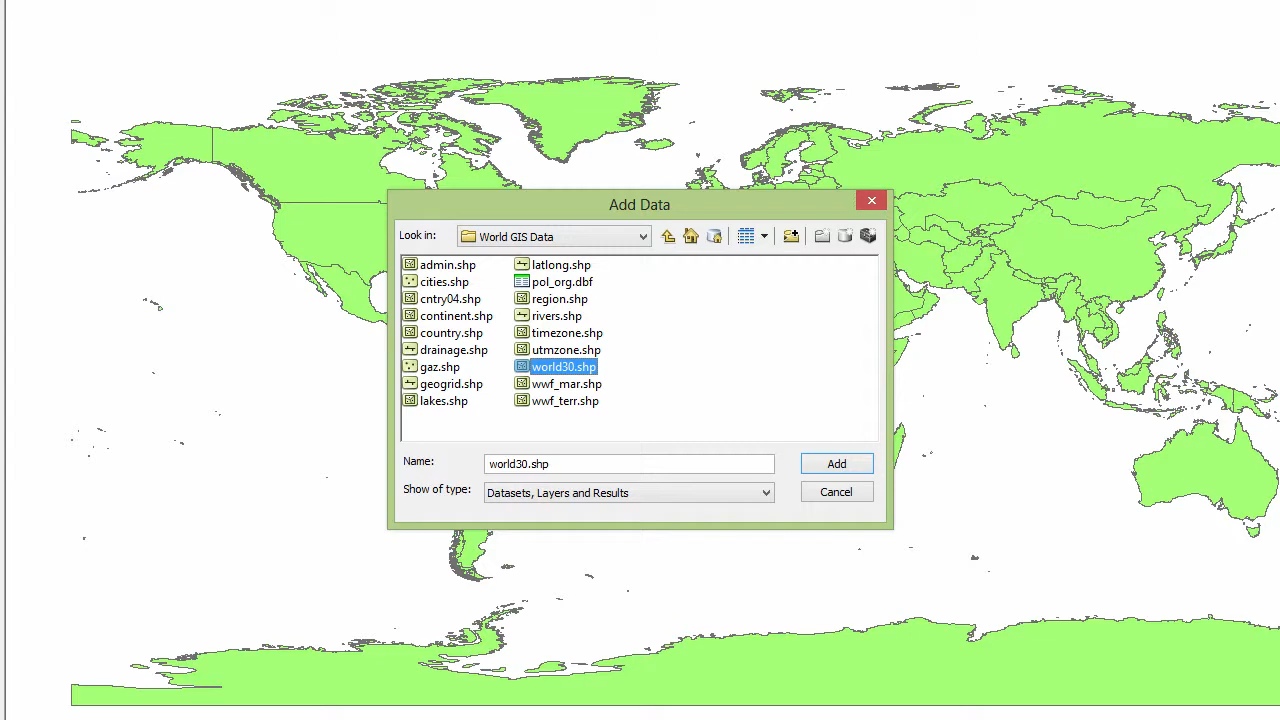 Add Data
Look in:
World GIS Data
admin.shp
cities.shp
cntry04.shp
continent.shp
country.shp
drainage.shp
gaz.shp
geogrid.shp
lakes.shp
latlong.shp
pol_org.dbf
region.shp
rivers.shp
timezone.shp
utmzone.shp
world30.shp
wwf_mar.shp
wwf_terr.shp
Name:
world30.shp
Add
Show of type:
Datasets, Layers and Results
Cancel